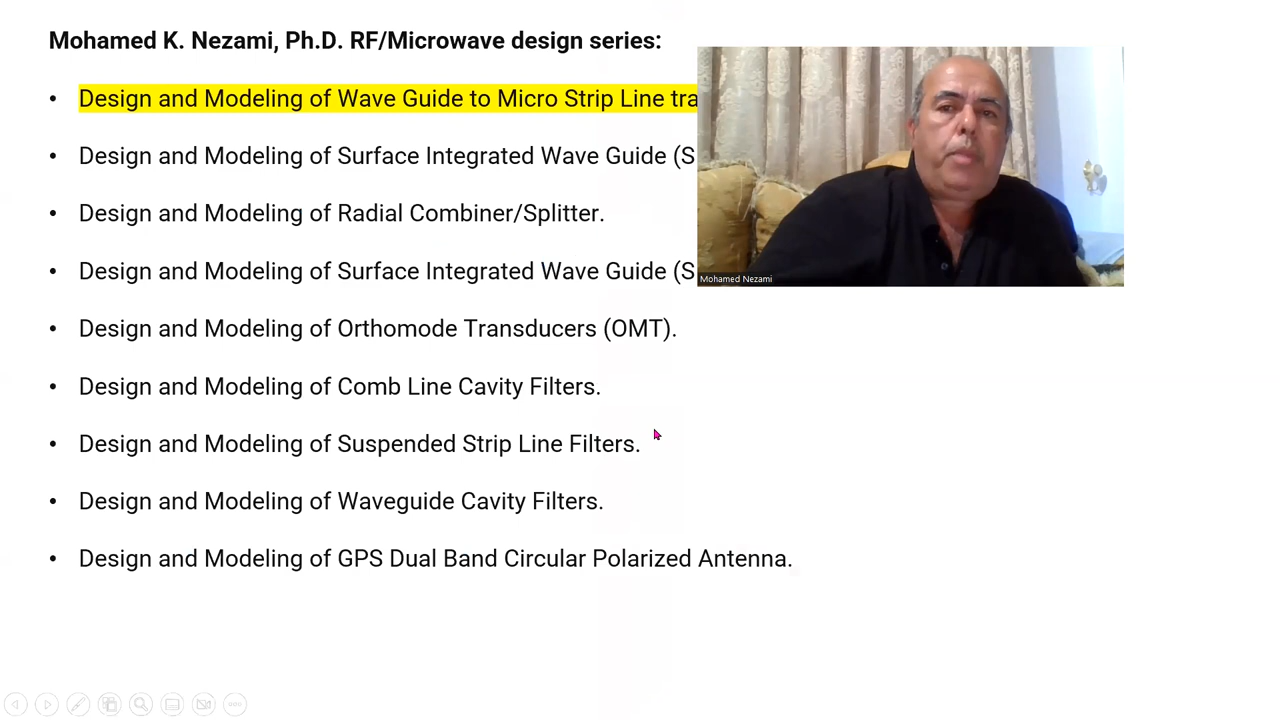 Mohamed K. Nezami, Ph.D. RF/Microwave design series:
• Design and Modeling of Wave Guide to Micro Strip Line
• Design and Modeling of Surface Integrated Wave Guide (S
• Design and Modeling of Radial Combiner/Splitter.
• Design and Modeling of Surface Integrated Wave Guide (S
• Design and Modeling of Orthomode Transducers (OMT).
• Design and Modeling of Comb Line Cavity Filters.
• Design and Modeling of Suspended Strip Line Filters.
• Design and Modeling of Waveguide Cavity Filters.
• Design and Modeling of GPS Dual Band Circular Polarized Antenna.
Mohamed Nezami